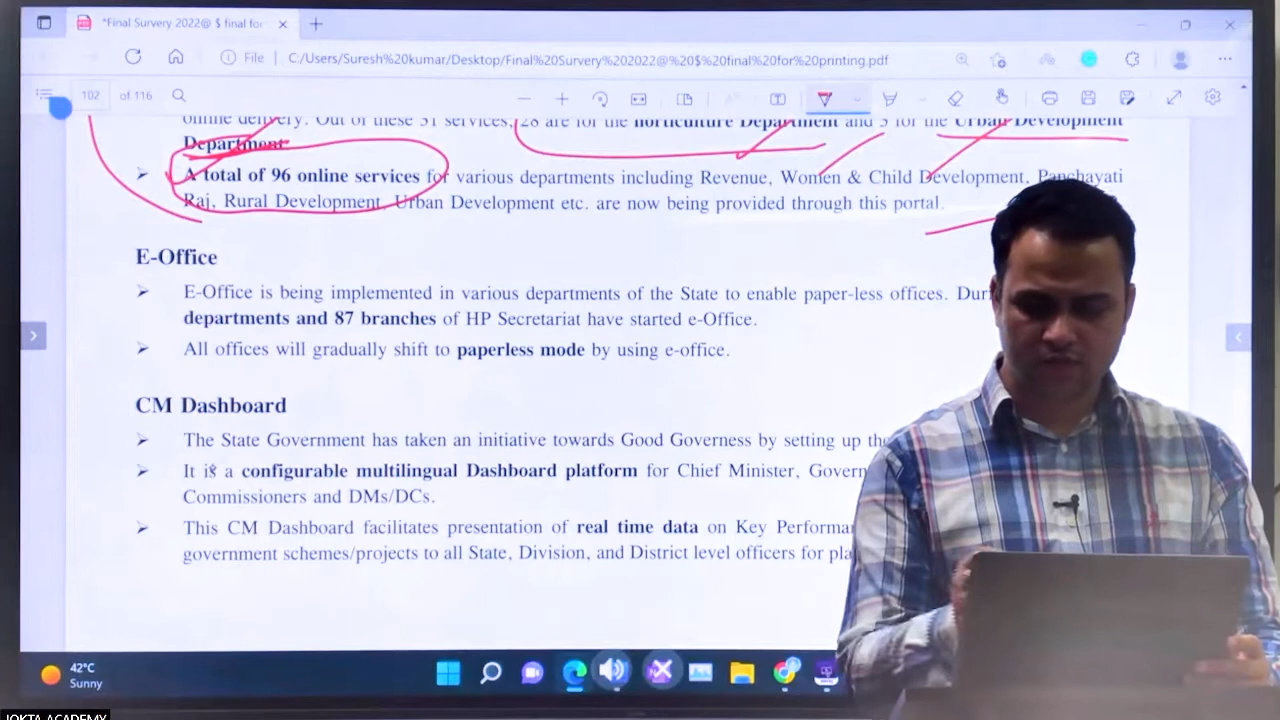 *Final Survery 2022@ $ final for
File
C:/Users/Suresh%20kumar/Desktop/Final%20Survery%202022@%20$%20final%20for%20printing.pdf
102 of 116
online delivery. Out of these 31 services, 28 are for the horticulture Department and 3 for the Urban Development
Department
➢ A total of 96 online services for various departments including Revenue, Women & Child Development, Panchayati
Raj, Rural Development, Urban Development etc. are now being provided through this portal.
E-Office
➢ E-Office is being implemented in various departments of the State to enable paper-less offices.
departments and 87 branches of HP Secretariat have started e-Office.
➢ All offices will gradually shift to paperless mode by using e-office.
CM Dashboard
➢ The State Government has taken an initiative towards Good Governess by setting up the
➢ It is a configurable multilingual Dashboard platform for Chief Minister,
Commissioners and DMs/DCs.
➢ This CM Dashboard facilitates presentation of real time data on Key
government schemes/projects to all State, Division, and District level officers for
42°C
Sunny
JOKTA ACADEMY